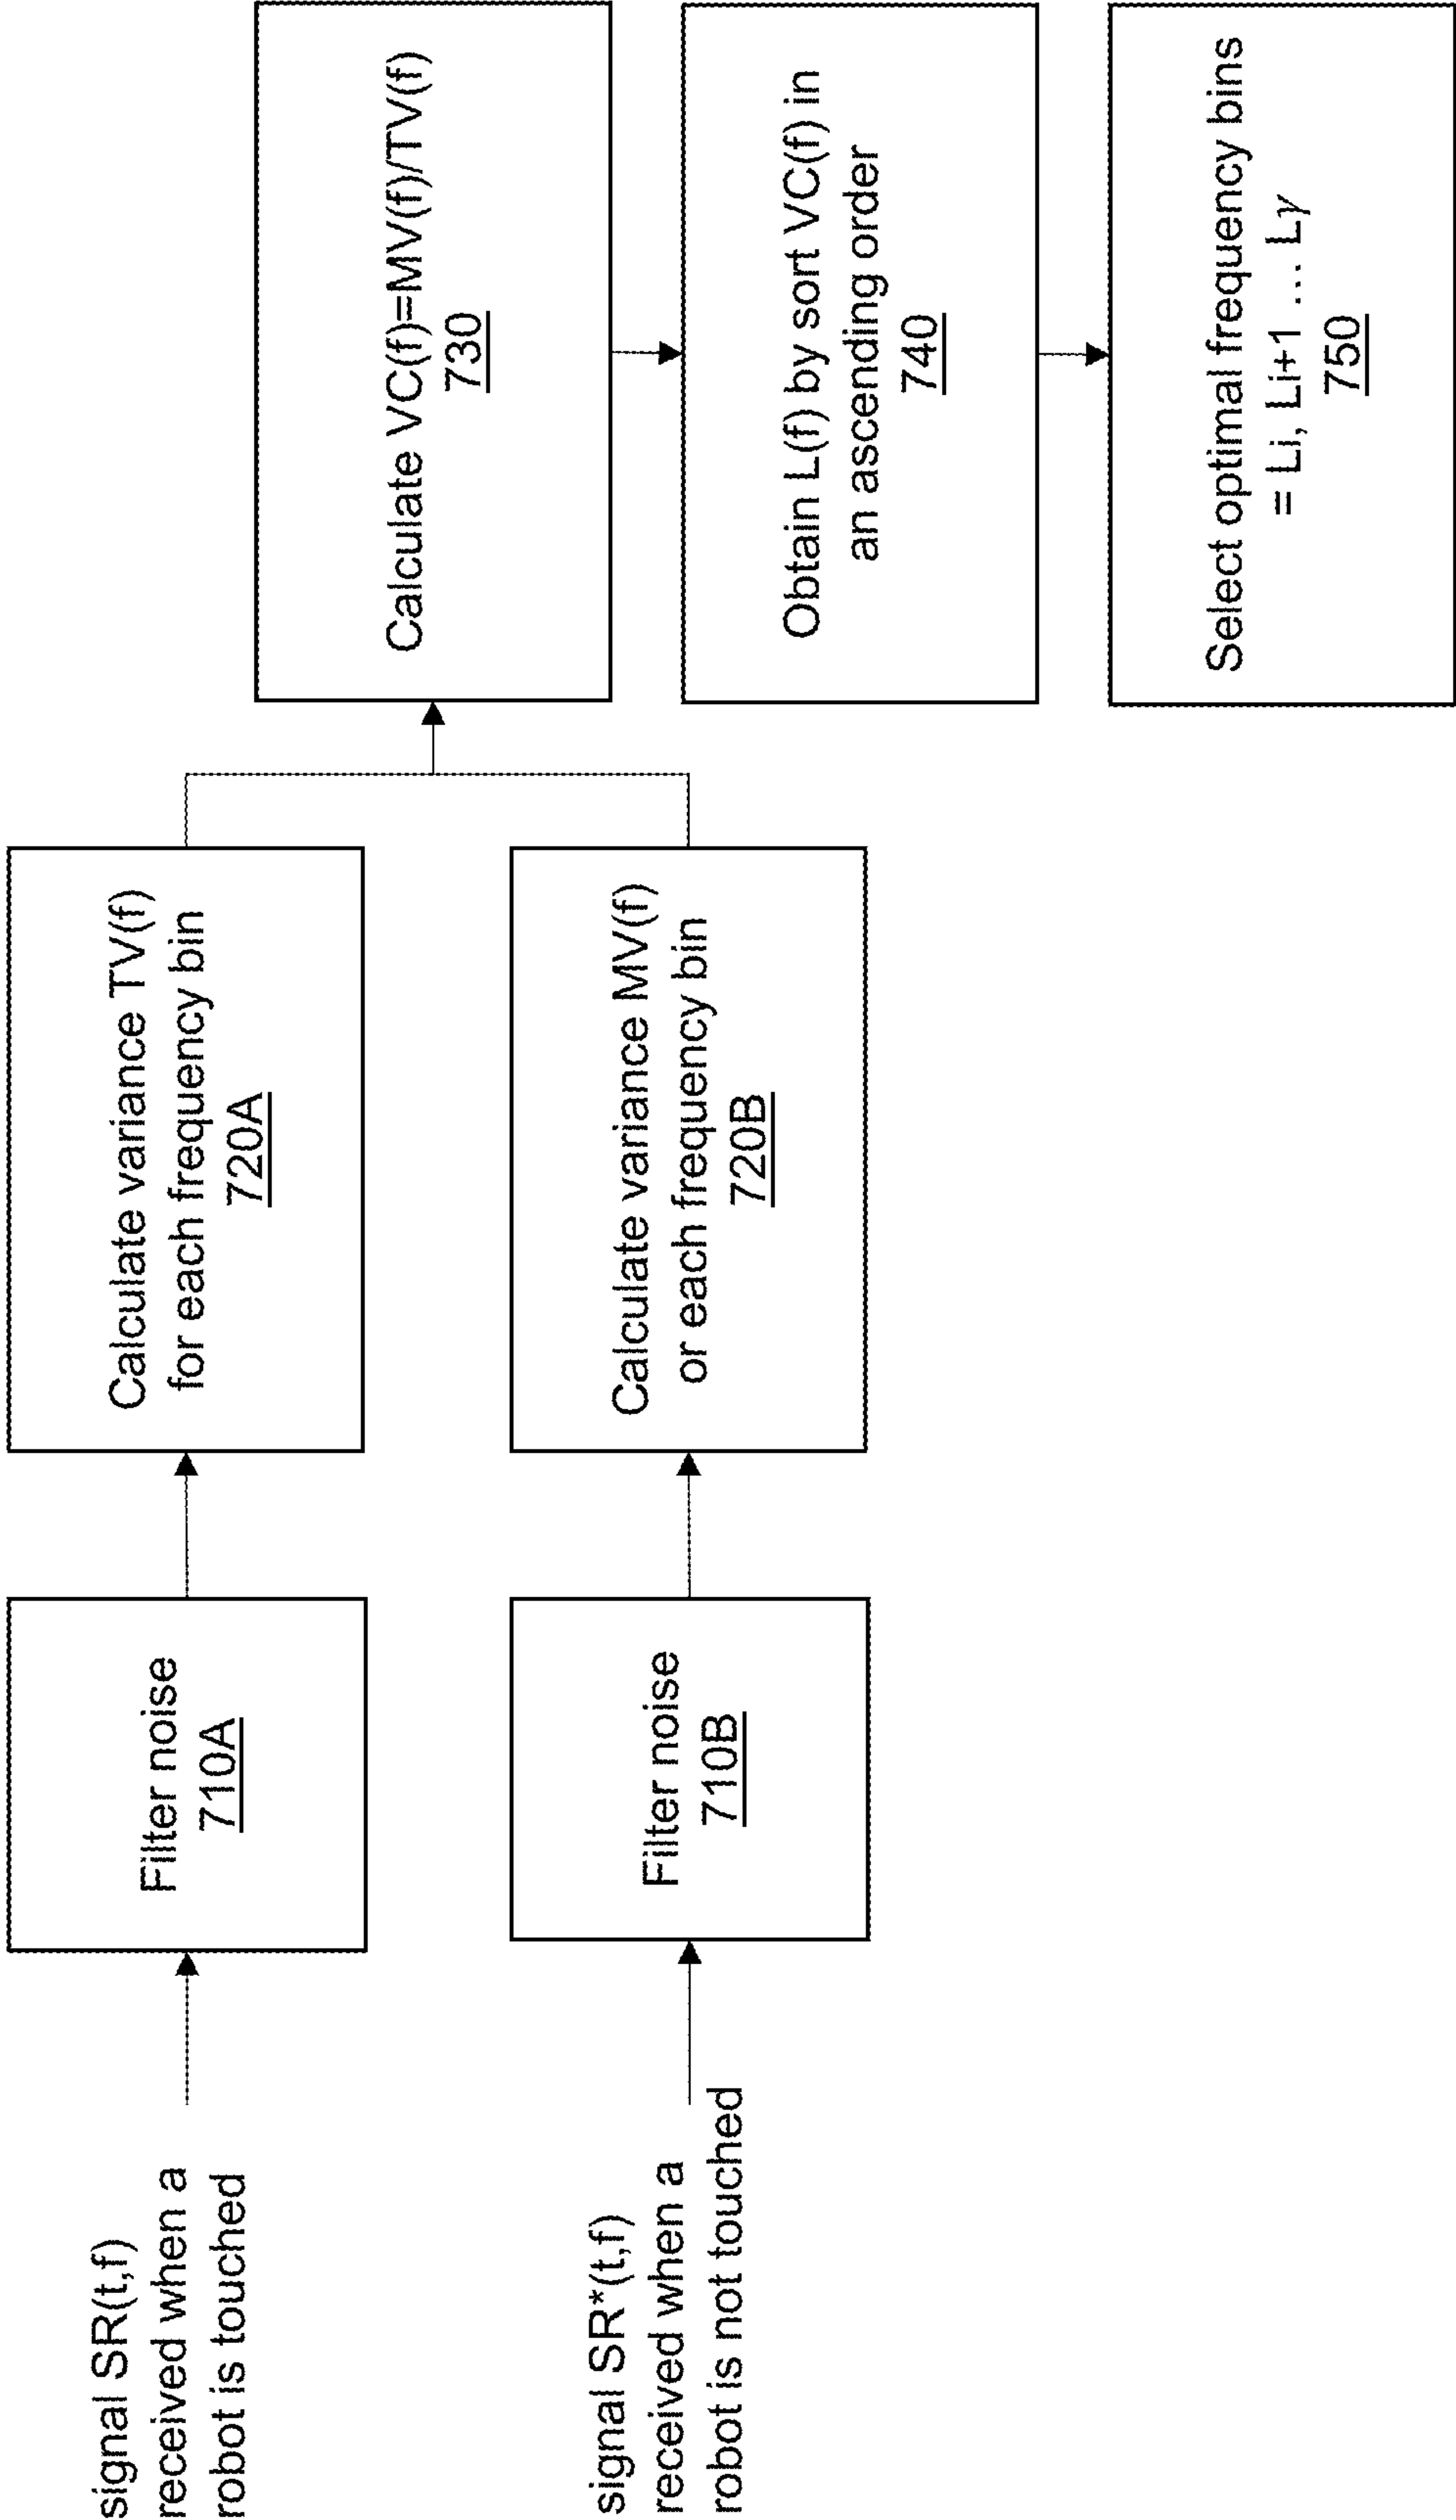 signal SR(t,f)
received when a
robot is touched
Filter noise
710A
Calculate variance TV(f)
for each frequency bin
720A
signal SR*(t,f)
received when a
robot is not touched
Filter noise
710B
Calculate variance MV(f)
or each frequency bin
720B
Calculate VC(f)=MV(f)/TV(f)
730
Obtain L(f) by sort VC(f) in
an ascending order
740
Select optimal frequency bins
= Li, Li+1 ... Lγ
750